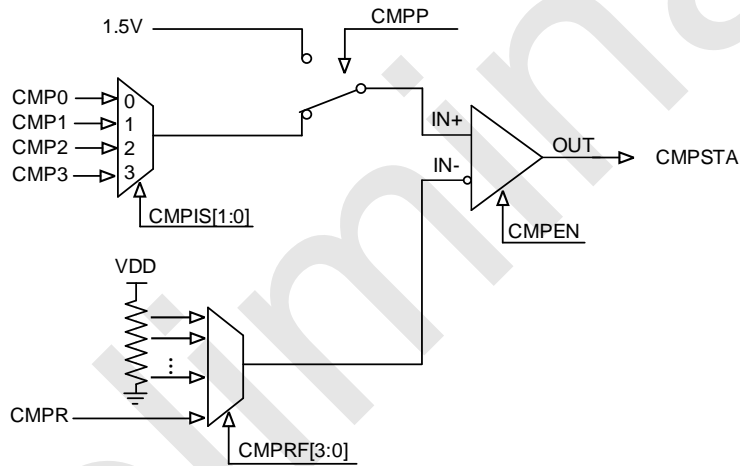 CMPP
1.5V
CMP0
CMP1
CMP2
CMP3
0
1
2
3
IN+
IN-
OUT
CMPSTA
CMPIS[1:0]
CMPEN
VDD
CMPR
CMPRF[3:0]